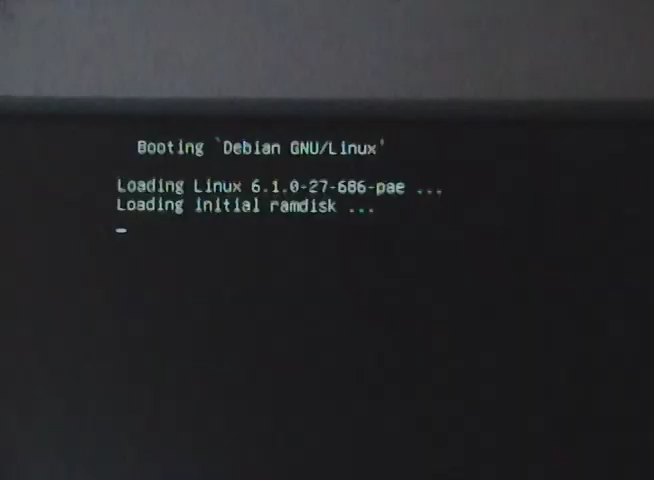 Booting `Debian GNU/Linux'
Loading Linux 6.1.0-27-686-pae ...
Loading initial ramdisk ...